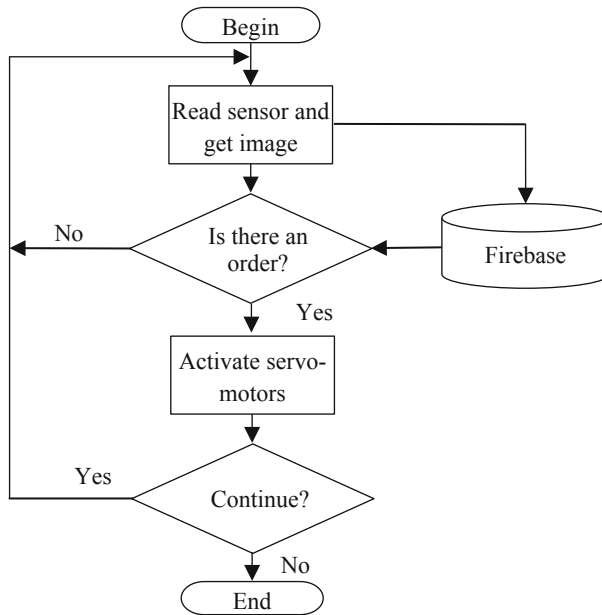 Begin
Read sensor and
get image
No
Is there an
order?
Firebase
Yes
Activate servo-
motors
Yes
Continue?
No
End